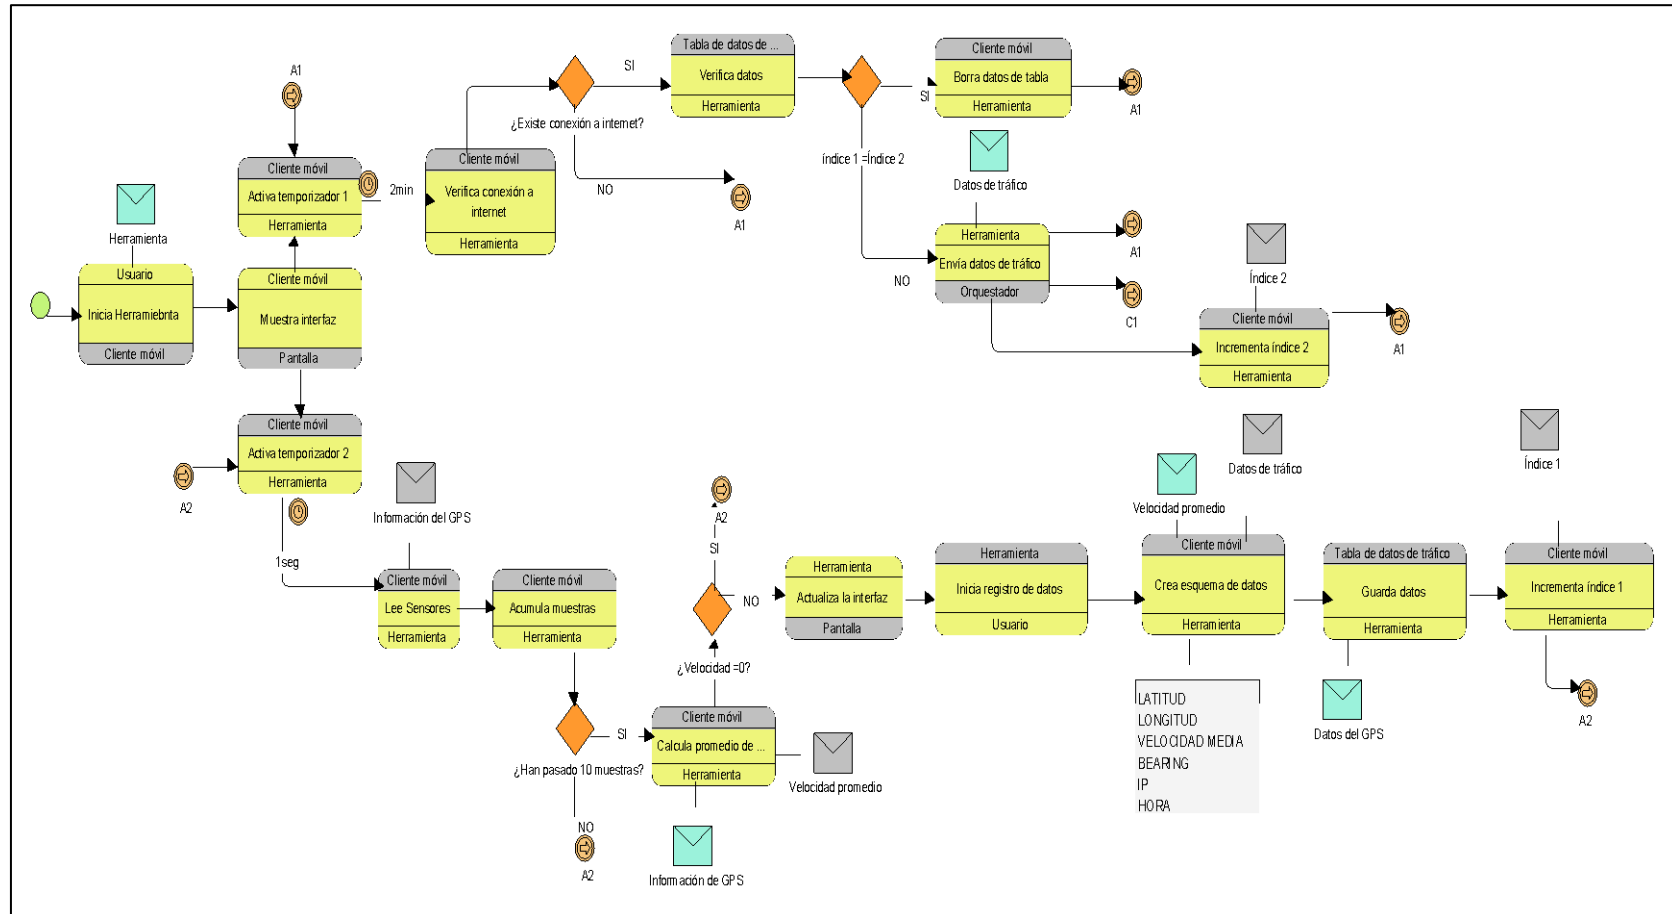 A1
Cliente móvil
Activa temporizador 1
Herramienta
2min
Cliente móvil
Verifica conexión a
internet
Herramienta
¿Existe conexión a internet?
SI
NO
A1
Tabla de datos de ...
Verifica datos
Herramienta
índice 1 =Índice 2
SI
NO
Cliente móvil
Borra datos de tabla
Herramienta
A1
Datos de tráfico
Herramienta
Envía datos de tráfico
Orquestador
A1
C1
Índice 2
Cliente móvil
Incrementa índice 2
Herramienta
A1
Herramienta
Usuario
Inicia Herramiebnta
Cliente móvil
Cliente móvil
Muestra interfaz
Pantalla
Cliente móvil
Activa temporizador 2
Herramienta
A2
1seg
Información del GPS
Cliente móvil
Lee Sensores
Herramienta
Cliente móvil
Acumula muestras
Herramienta
¿Han pasado 10 muestras?
SI
NO
A2
Cliente móvil
Calcula promedio de ...
Herramienta
Velocidad promedio
Información de GPS
¿Velocidad =0?
SI
A2
NO
Herramienta
Actualiza la interfaz
Pantalla
Herramienta
Inicia registro de datos
Usuario
Velocidad promedio
Datos de tráfico
Cliente móvil
Crea esquema de datos
Herramienta
LATITUD
LONGITUD
VELOCIDAD MEDIA
BEARING
IP
HORA
Tabla de datos de tráfico
Guarda datos
Herramienta
Datos del GPS
Índice 1
Cliente móvil
Incrementa índice 1
Herramienta
A2